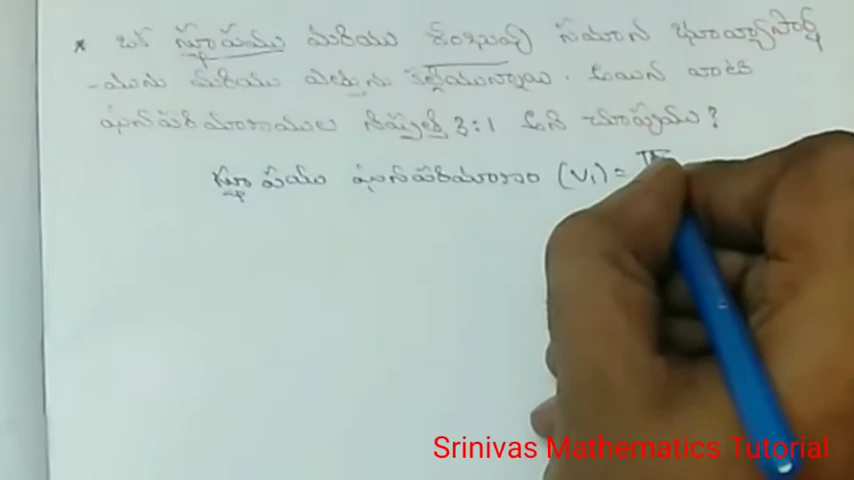 * ఒక స్థూపము మరియు శంఖువు సమాన భూవ్యాసార్ధ
-మును మరియు ఎత్తును కల్గియున్నాయి. అయిన వాటి
ఘనపరిమాణముల నిష్పత్తి 3:1 అని చూపుము?
స్థూపము ఘనపరిమాణం (V₁) = π
Srinivas Mathematics Tutorial